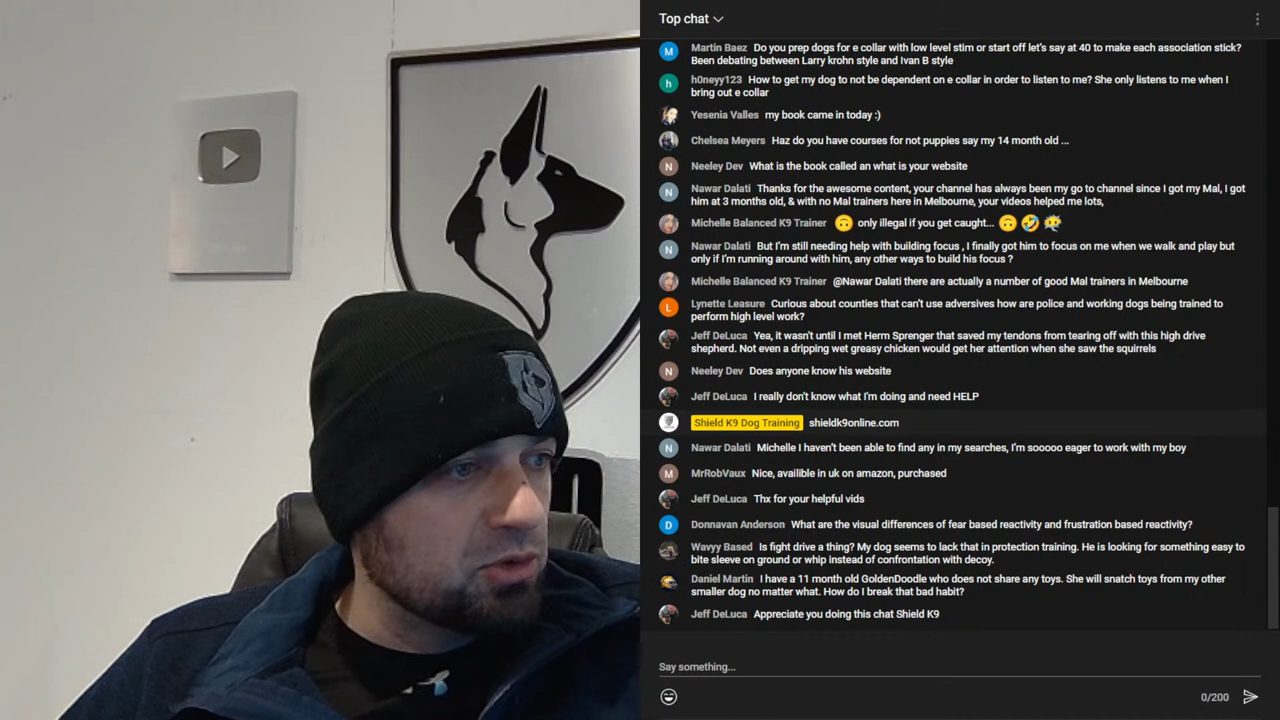 Top chat
Martin Baez Do you prep dogs for e collar with low level stim or start off let's say at 40 to make each association stick?
Been debating between Larry krohn style and Ivan B style
h0neyy123 How to get my dog to not be dependent on e collar in order to listen to me? She only listens to me when I
bring out e collar
Yesenia Valles my book came in today :)
Chelsea Meyers Haz do you have courses for not puppies say my 14 month old ...
N Neeley Dev What is the book called an what is your website
N Nawar Dalati Thanks for the awesome content, your channel has always been my go to channel since I got my Mal, I got
him at 3 months old, & with no Mal trainers here in Melbourne, your videos helped me lots,
Michelle Balanced K9 Trainer 🙃 only illegal if you get caught... 🙃 🤣
N Nawar Dalati But I'm still needing help with building focus , I finally got him to focus on me when we walk and play but
only if I'm running around with him, any other ways to build his focus ?
Michelle Balanced K9 Trainer @Nawar Dalati there are actually a number of good Mal trainers in Melbourne
L Lynette Leasure Curious about counties that can't use adversives how are police and working dogs being trained to
perform high level work?
Jeff DeLuca Yea, it wasn't until I met Herm Sprenger that saved my tendons from tearing off with this high drive
shepherd. Not even a dripping wet greasy chicken would get her attention when she saw the squirrels
N Neeley Dev Does anyone know his website
Jeff DeLuca I really don't know what I'm doing and need HELP
Shield K9 Dog Training shieldk9online.com
N Nawar Dalati Michelle I haven't been able to find any in my searches, I'm sooooo eager to work with my boy
M MrRobVaux Nice, availible in uk on amazon, purchased
Jeff DeLuca Thx for your helpful vids
D Donnavan Anderson What are the visual differences of fear based reactivity and frustration based reactivity?
Wavyy Based Is fight drive a thing? My dog seems to lack that in protection training. He is looking for something easy to
bite sleeve on ground or whip instead of confrontation with decoy.
Daniel Martin I have a 11 month old GoldenDoodle who does not share any toys. She will snatch toys from my other
smaller dog no matter what. How do I break that bad habit?
Jeff DeLuca Appreciate you doing this chat Shield K9
Say something...
0/200